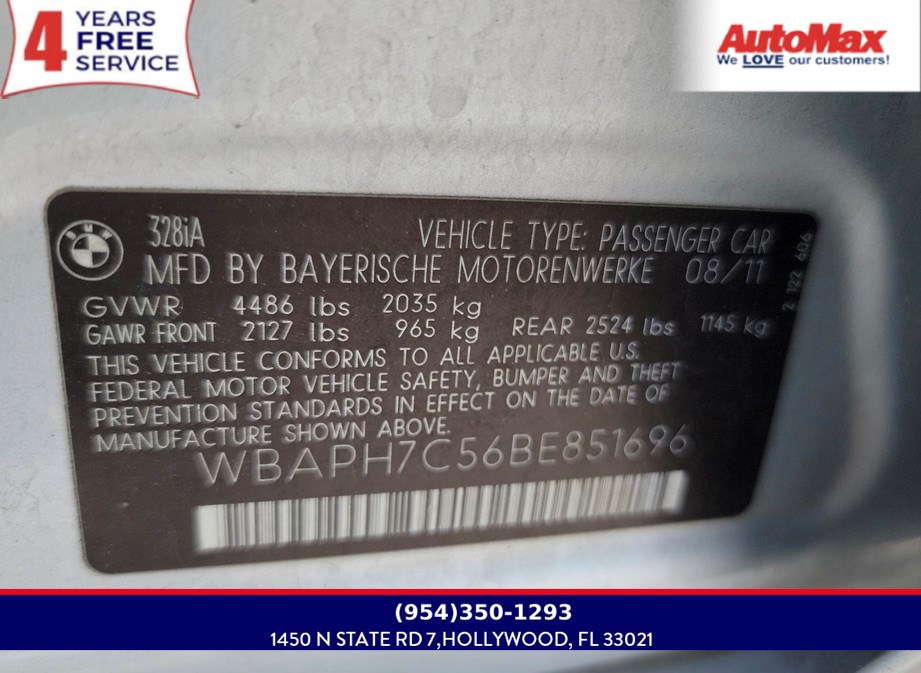 4 YEARS
FREE
SERVICE
AutoMax
We LOVE our customers!
328iA
VEHICLE TYPE: PASSENGER CAR
MFD BY BAYERISCHE MOTORENWERKE 08/11
2 122 606
GVWR 4486 lbs 2035 kg
GAWR FRONT 2127 lbs 965 kg REAR 2524 lbs 1145 kg
THIS VEHICLE CONFORMS TO ALL APPLICABLE U.S.
FEDERAL MOTOR VEHICLE SAFETY, BUMPER AND THEFT
PREVENTION STANDARDS IN EFFECT ON THE DATE OF
MANUFACTURE SHOWN ABOVE.
WBAPH7C56BE851696
(954)350-1293
1450 N STATE RD 7,HOLLYWOOD, FL 33021